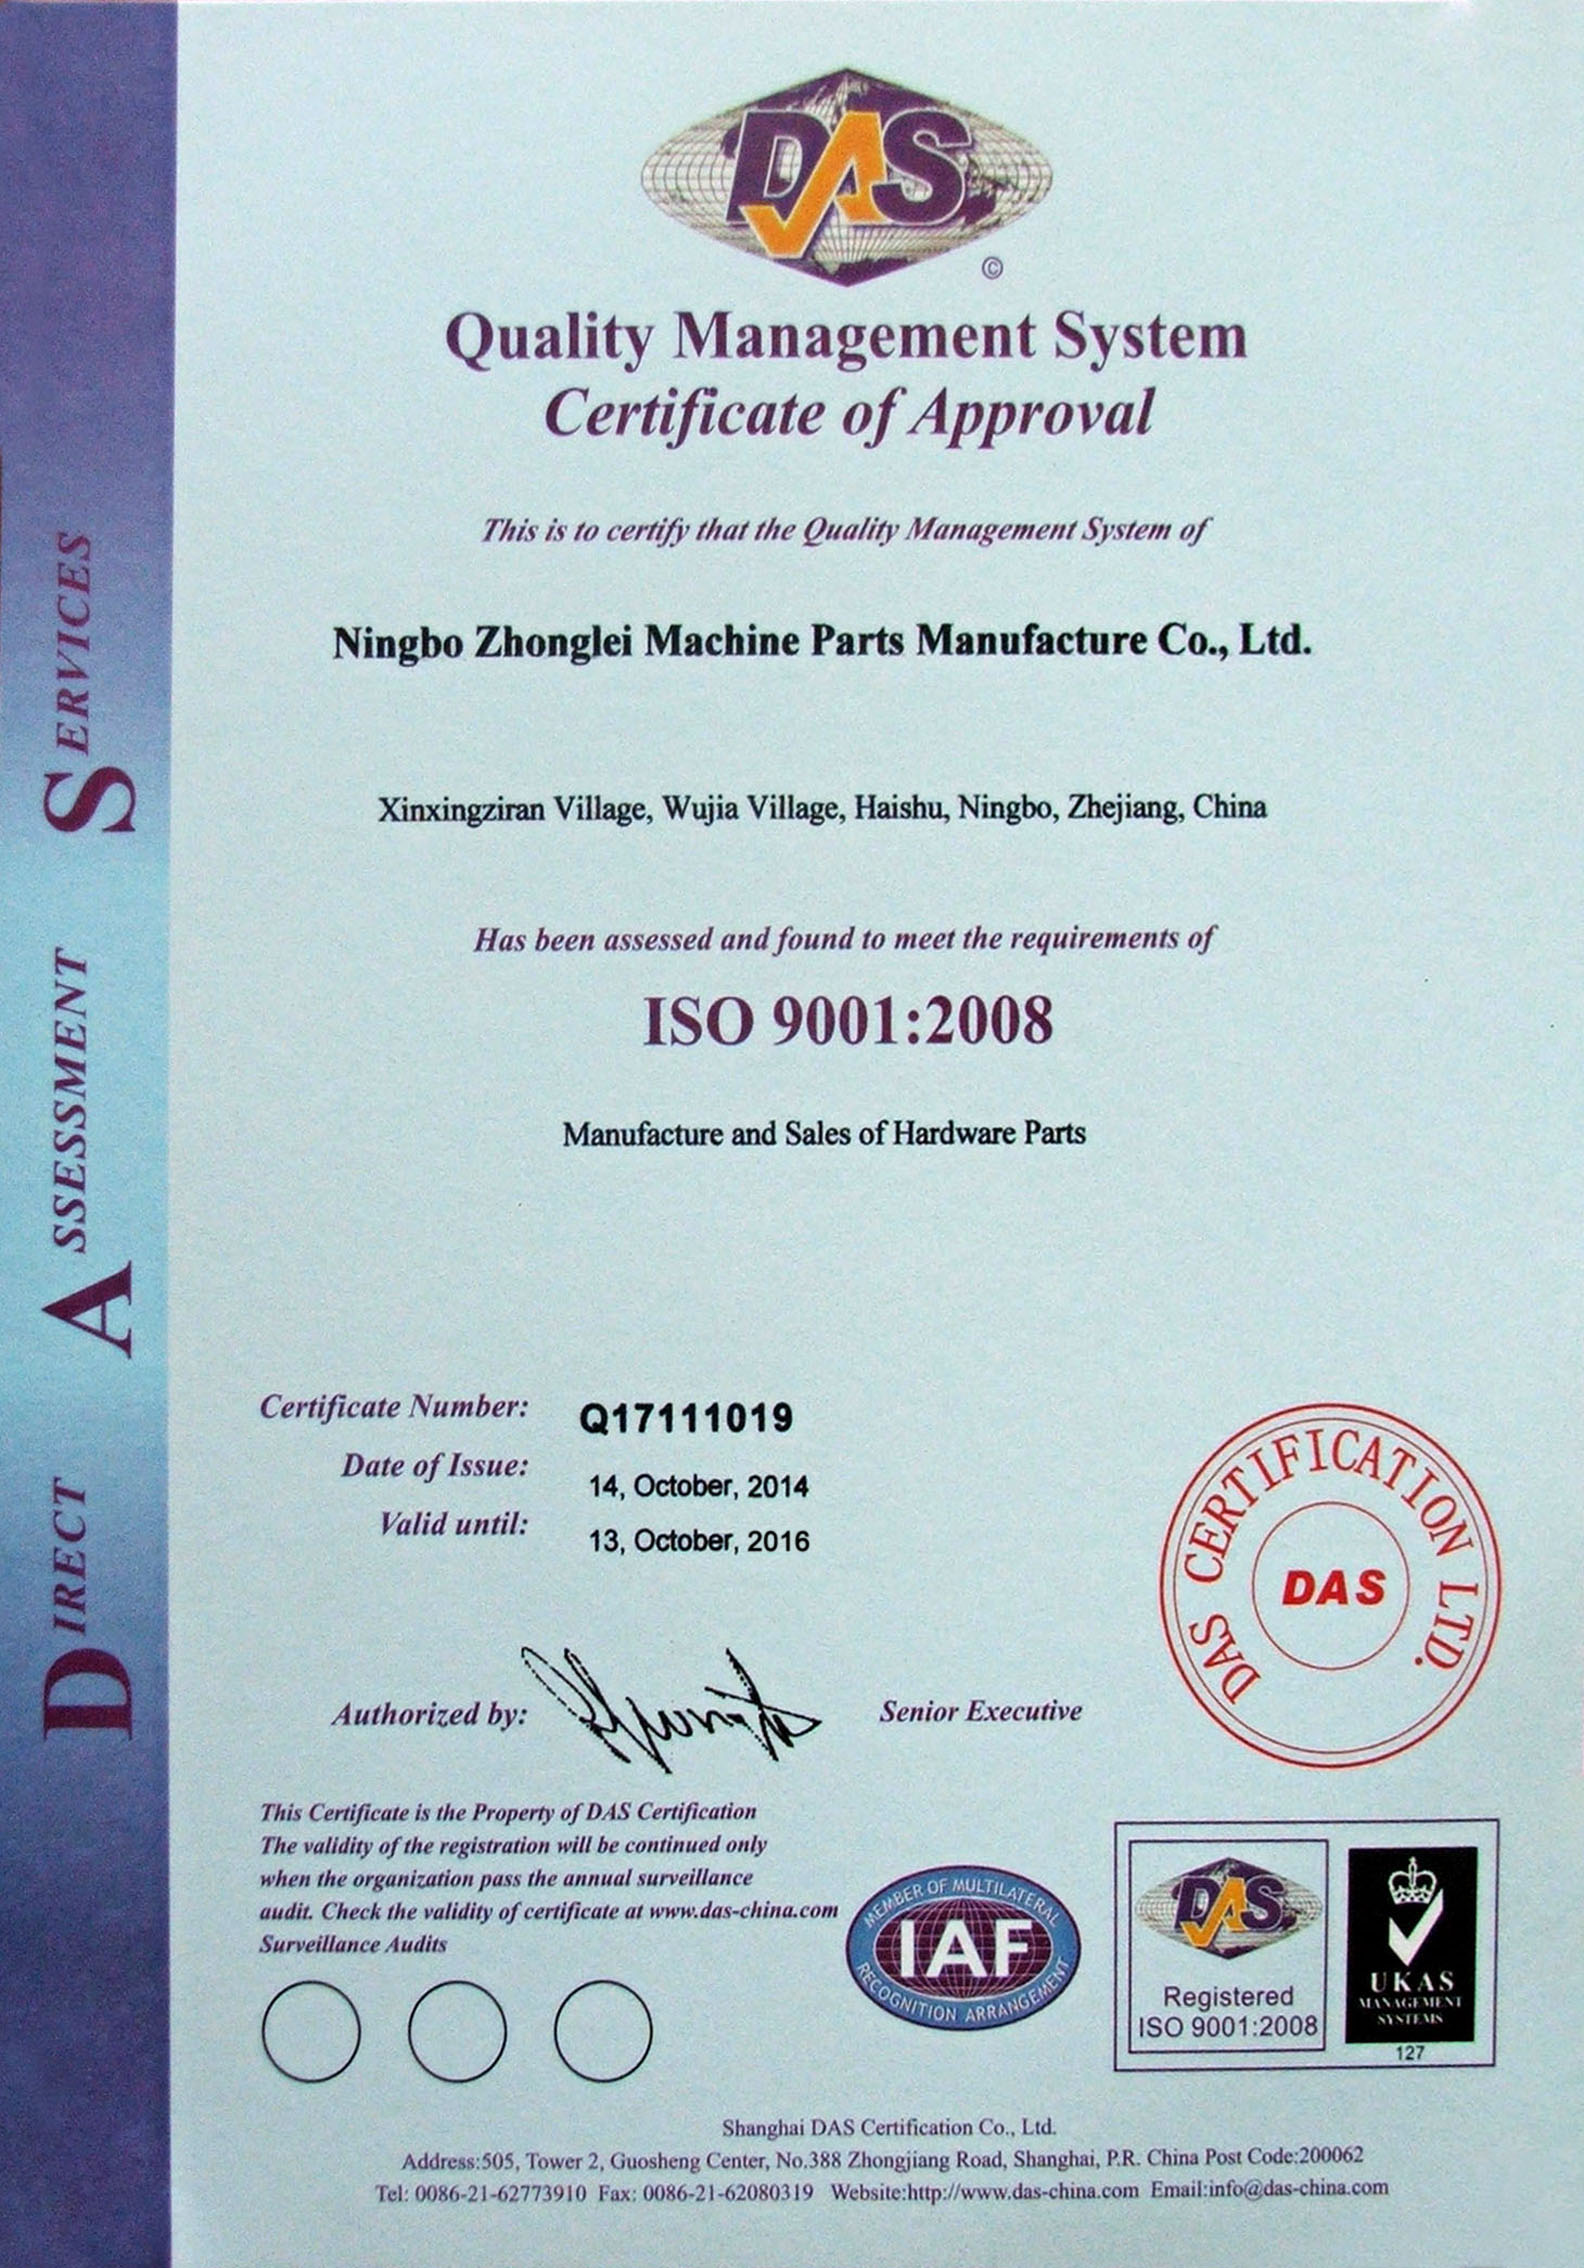 DAS
©
Quality Management System
Certificate of Approval
This is to certify that the Quality Management System of
Ningbo Zhonglei Machine Parts Manufacture Co., Ltd.
Xinxingziran Village, Wujia Village, Haishu, Ningbo, Zhejiang, China
Has been assessed and found to meet the requirements of
ISO 9001:2008
Manufacture and Sales of Hardware Parts
DIRECT ASSESSMENT SERVICES
Certificate Number: Q17111019
Date of Issue: 14, October, 2014
Valid until: 13, October, 2016
DAS CERTIFICATION LTD.
DAS
Authorized by:
Senior Executive
This Certificate is the Property of DAS Certification
The validity of the registration will be continued only
when the organization pass the annual surveillance
audit. Check the validity of certificate at www.das-china.com
Surveillance Audits
MEMBER OF MULTILATERAL
IAF
RECOGNITION ARRANGEMENT
DAS
Registered
ISO 9001:2008
UKAS
MANAGEMENT
SYSTEMS
127
Shanghai DAS Certification Co., Ltd.
Address:505, Tower 2, Guosheng Center, No.388 Zhongjiang Road, Shanghai, P.R. China Post Code:200062
Tel: 0086-21-62773910 Fax: 0086-21-62080319 Website:http://www.das-china.com Email:info@das-china.com